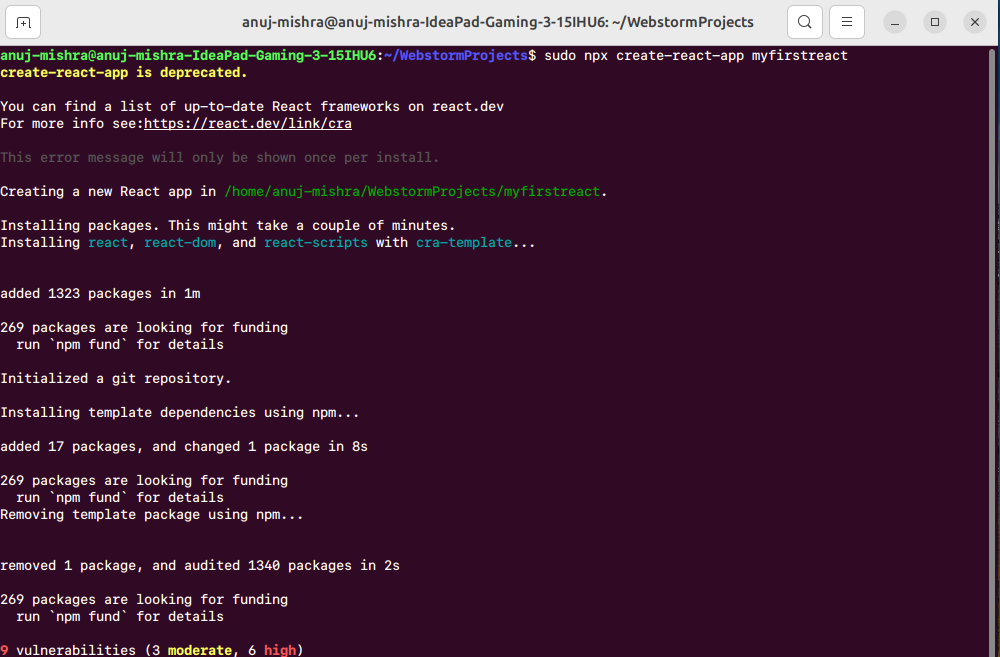 anuj-mishra@anuj-mishra-IdeaPad-Gaming-3-15IHU6: ~/WebstormProjects
anuj-mishra@anuj-mishra-IdeaPad-Gaming-3-15IHU6:~/WebstormProjects$ sudo npx create-react-app myfirstreact
create-react-app is deprecated.
You can find a list of up-to-date React frameworks on react.dev
For more info see:https://react.dev/link/cra
This error message will only be shown once per install.
Creating a new React app in /home/anuj-mishra/WebstormProjects/myfirstreact.
Installing packages. This might take a couple of minutes.
Installing react, react-dom, and react-scripts with cra-template...
added 1323 packages in 1m
269 packages are looking for funding
  run `npm fund` for details
Initialized a git repository.
Installing template dependencies using npm...
added 17 packages, and changed 1 package in 8s
269 packages are looking for funding
  run `npm fund` for details
Removing template package using npm...
removed 1 package, and audited 1340 packages in 2s
269 packages are looking for funding
  run `npm fund` for details
9 vulnerabilities (3 moderate, 6 high)